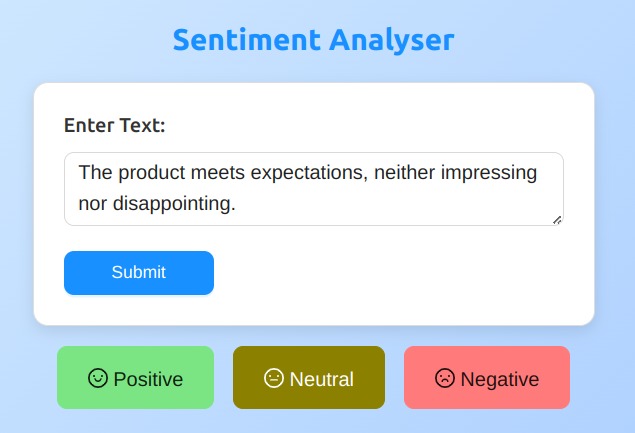 Sentiment Analyser
Enter Text:
The product meets expectations, neither impressing
nor disappointing.
Submit
Positive
Neutral
Negative